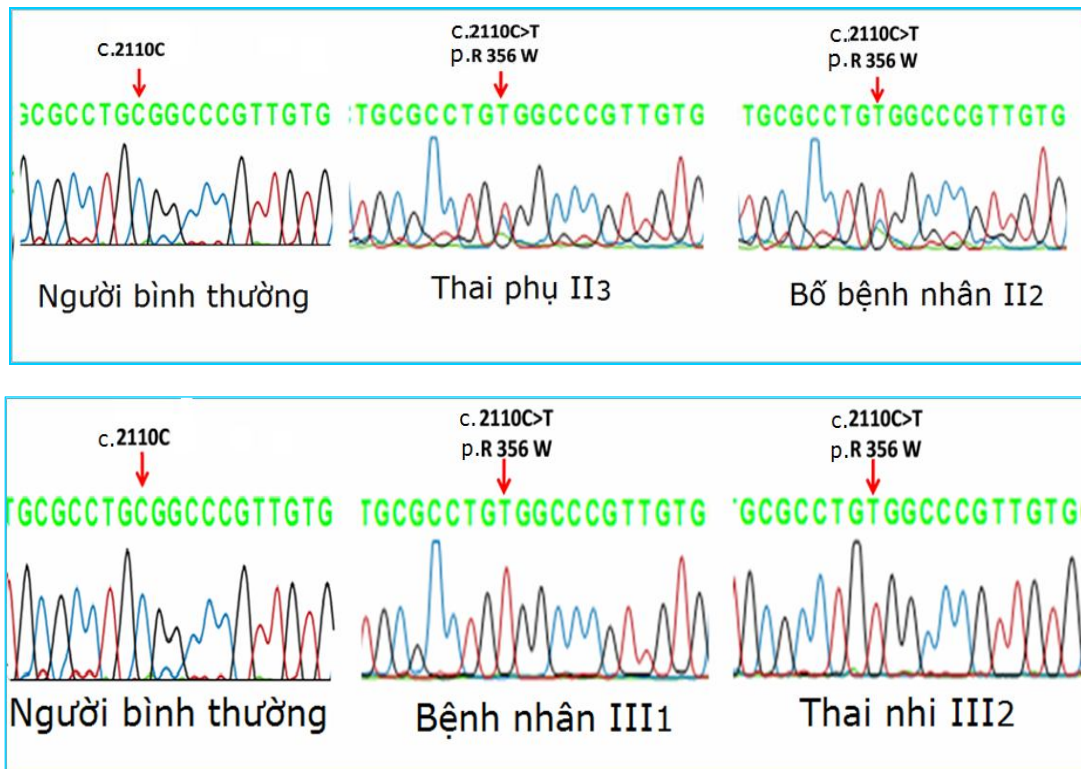 c.2110C
GCGCCTGCGGCCCGTTGTG
Người bình thường
c.2110C>T
p.R 356 W
TGCGCCTGTGGCCCGTTGTG
Thai phụ II3
c.2110C>T
p.R 356 W
TGCGCCTGTGGCCCGTTGTG
Bố bệnh nhân II2
c.2110C
TGCGCCTGCGGCCCGTTGTG
Người bình thường
c.2110C>T
p.R 356 W
TGCGCCTGTGGCCCGTTGTG
Bệnh nhân III1
c.2110C>T
p.R 356 W
GCGCCTGTGGCCCGTTGTG
Thai nhi III2